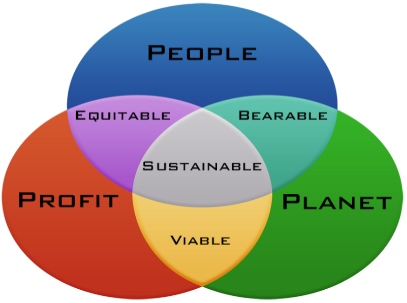 PEOPLE
EQUITABLE
BEARABLE
SUSTAINABLE
PROFIT
PLANET
VIABLE